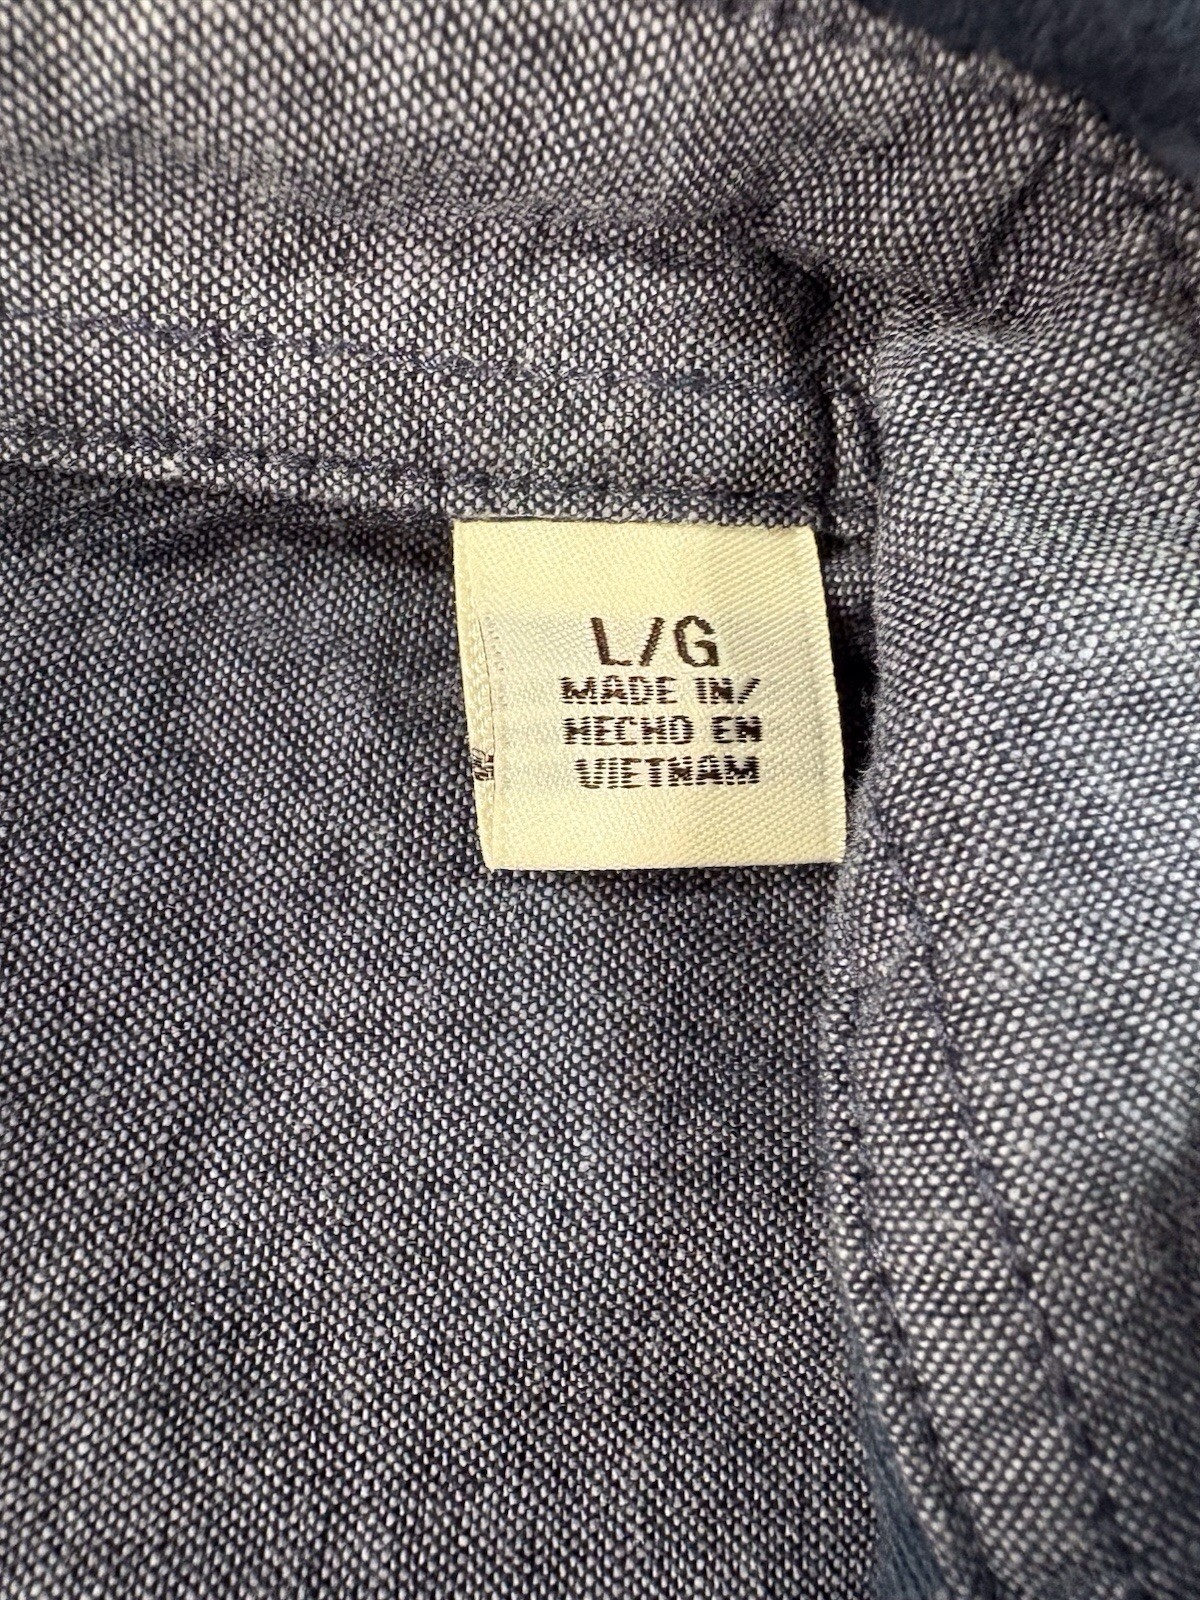 L/G
MADE IN/
HECHO EN
VIETNAM